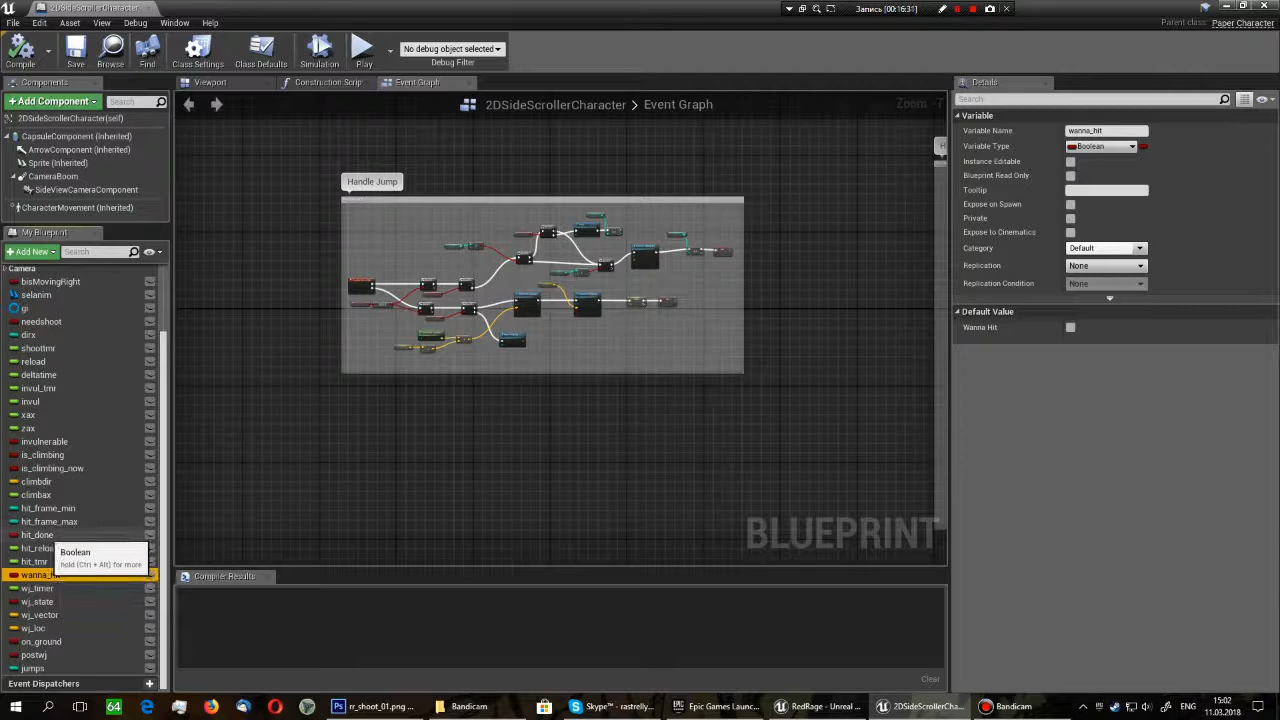 2DSideScrollerCharacter
Запись [00:16:31]
File Edit Asset View Debug Window Help
Parent class: Paper Character
Compile Save Browse Find Class Settings Class Defaults Simulation Play
No debug object selected
Debug Filter
Components
Viewport Construction Scrip Event Graph
Details
+Add Component Search
2DSideScrollerCharacter > Event Graph
Zoom -7
Search
2DSideScrollerCharacter(self)
Variable
CapsuleComponent (Inherited)
Variable Name wanna_hit
ArrowComponent (Inherited)
Variable Type Boolean
Sprite (Inherited)
Instance Editable
CameraBoom
Blueprint Read Only
SideViewCameraComponent
Tooltip
CharacterMovement (Inherited)
Expose on Spawn
Private
My Blueprint
Expose to Cinematics
+Add New Search
Category Default
Camera
Replication None
Replication Condition None
Default Value
Wanna Hit
Handle Jump
bisMovingRight
selanim
gi
needshoot
dirx
shoottmr
reload
deltatime
invul_tmr
invul
xax
zax
invulnerable
is_climbing
is_climbing_now
climbdir
climbax
hit_frame_min
hit_frame_max
hit_done
hit_reloa
Boolean
hit_tmr
hold (Ctrl + Alt) for more
wanna_hit
wj_timer
wj_state
wj_vector
wj_loc
on_ground
postwj
jumps
Event Dispatchers
BLUEPRINT
Compiler Results
Clear
64
rr_shoot_01.png ...
Bandicam
Skype™ - rastrelly...
Epic Games Launc...
RedRage - Unreal ...
2DSideScrollerCha...
Bandicam
РУС
15:02
11.03.2018